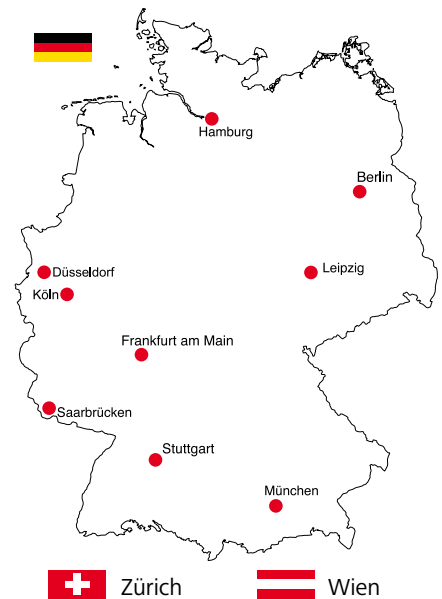 Hamburg
Berlin
Düsseldorf
Leipzig
Köln
Frankfurt am Main
Saarbrücken
Stuttgart
München
Zürich
Wien